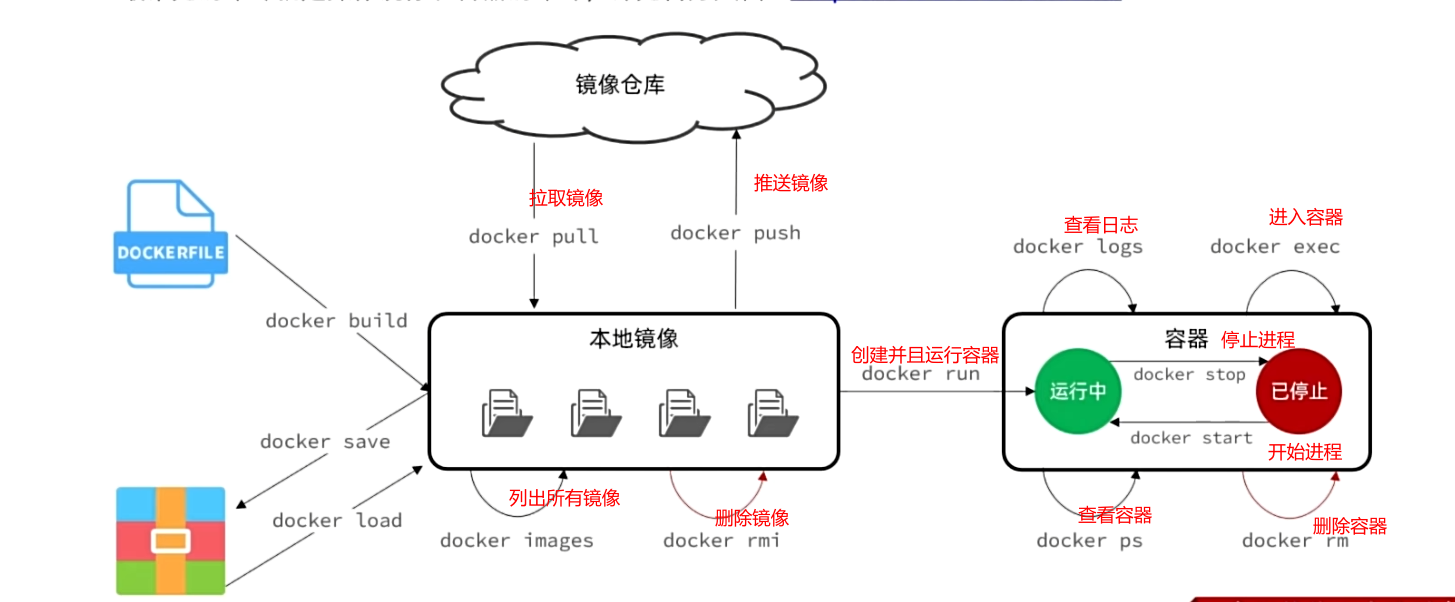 镜像仓库
拉取镜像
推送镜像
docker pull
docker push
DOCKERFILE
docker build
查看日志
docker logs
进入容器
docker exec
本地镜像
创建并且运行容器
docker run
容器
停止进程
运行中
docker stop
已停止
docker start
开始进程
docker save
docker load
列出所有镜像
docker images
删除镜像
docker rmi
查看容器
docker ps
删除容器
docker rm